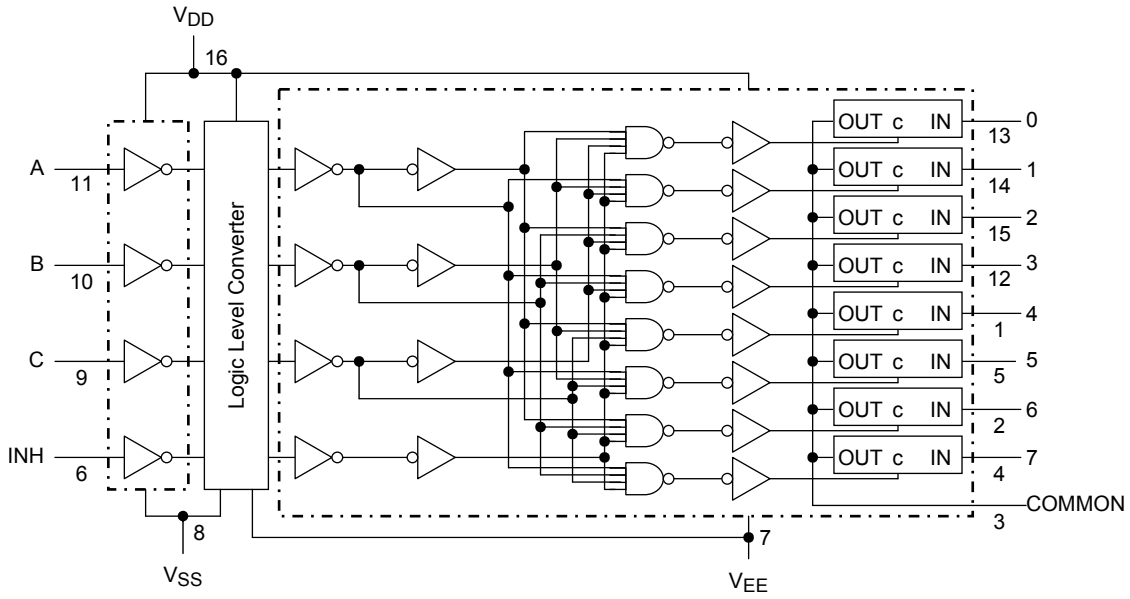 VDD
16
OUT C IN
0
13
A
11
OUT C IN
1
14
OUT C IN
2
15
B
10
Logic Level Converter
OUT C IN
3
12
OUT C IN
4
1
C
9
OUT C IN
5
5
OUT C IN
6
2
INH
6
OUT C IN
7
4
COMMON
3
8
7
VSS
VEE